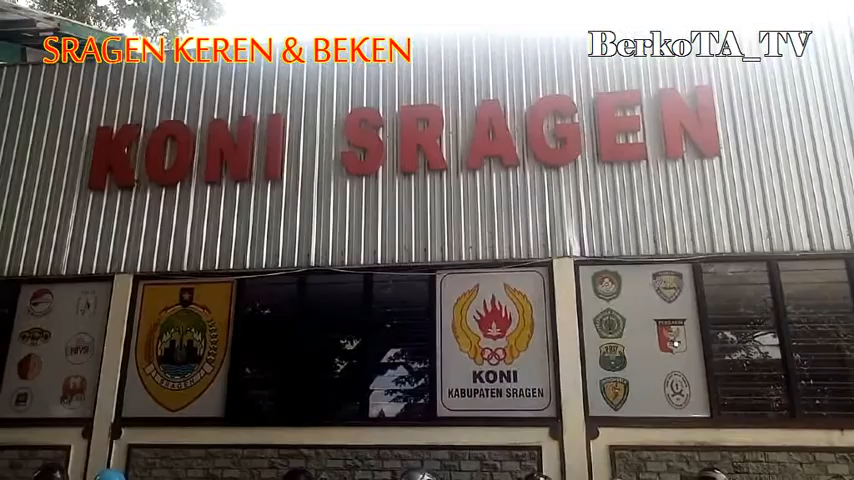 SRAGEN KEREN & BEKEN
BerkoTA_TV
KONI SRAGEN
SRAGEN
KONI
KABUPATEN SRAGEN